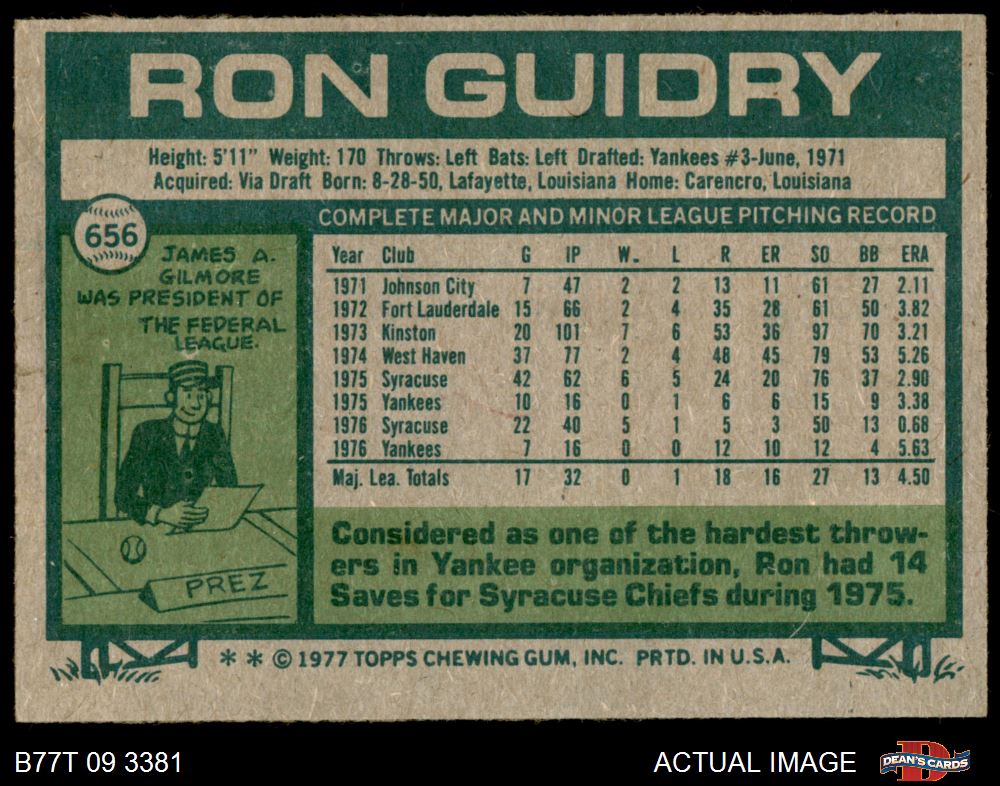 RON GUIDRY
Height: 5'11" Weight: 170 Throws: Left Bats: Left Drafted: Yankees #3-June, 1971
Acquired: Via Draft Born: 8-28-50, Lafayette, Louisiana Home: Carencro, Louisiana
656
JAMES A.
GILMORE
WAS PRESIDENT OF
THE FEDERAL
LEAGUE.
PREZ
COMPLETE MAJOR AND MINOR LEAGUE PITCHING RECORD
Year Club G IP W. L R ER SO BB ERA
1971 Johnson City 7 47 2 2 13 11 61 27 2.11
1972 Fort Lauderdale 15 66 2 4 35 28 61 50 3.82
1973 Kinston 20 101 7 6 53 36 97 70 3.21
1974 West Haven 37 77 2 4 48 45 79 53 5.26
1975 Syracuse 42 62 6 5 24 20 76 37 2.90
1975 Yankees 10 16 0 1 6 6 15 9 3.38
1976 Syracuse 22 40 5 1 5 3 50 13 0.68
1976 Yankees 7 16 0 0 12 10 12 4 5.63
Maj. Lea. Totals 17 32 0 1 18 16 27 13 4.50
Considered as one of the hardest throw-
ers in Yankee organization, Ron had 14
Saves for Syracuse Chiefs during 1975.
* * © 1977 TOPPS CHEWING GUM, INC. PRTD. IN U.S.A.
B77T 09 3381 ACTUAL IMAGE DEAN'S CARDS